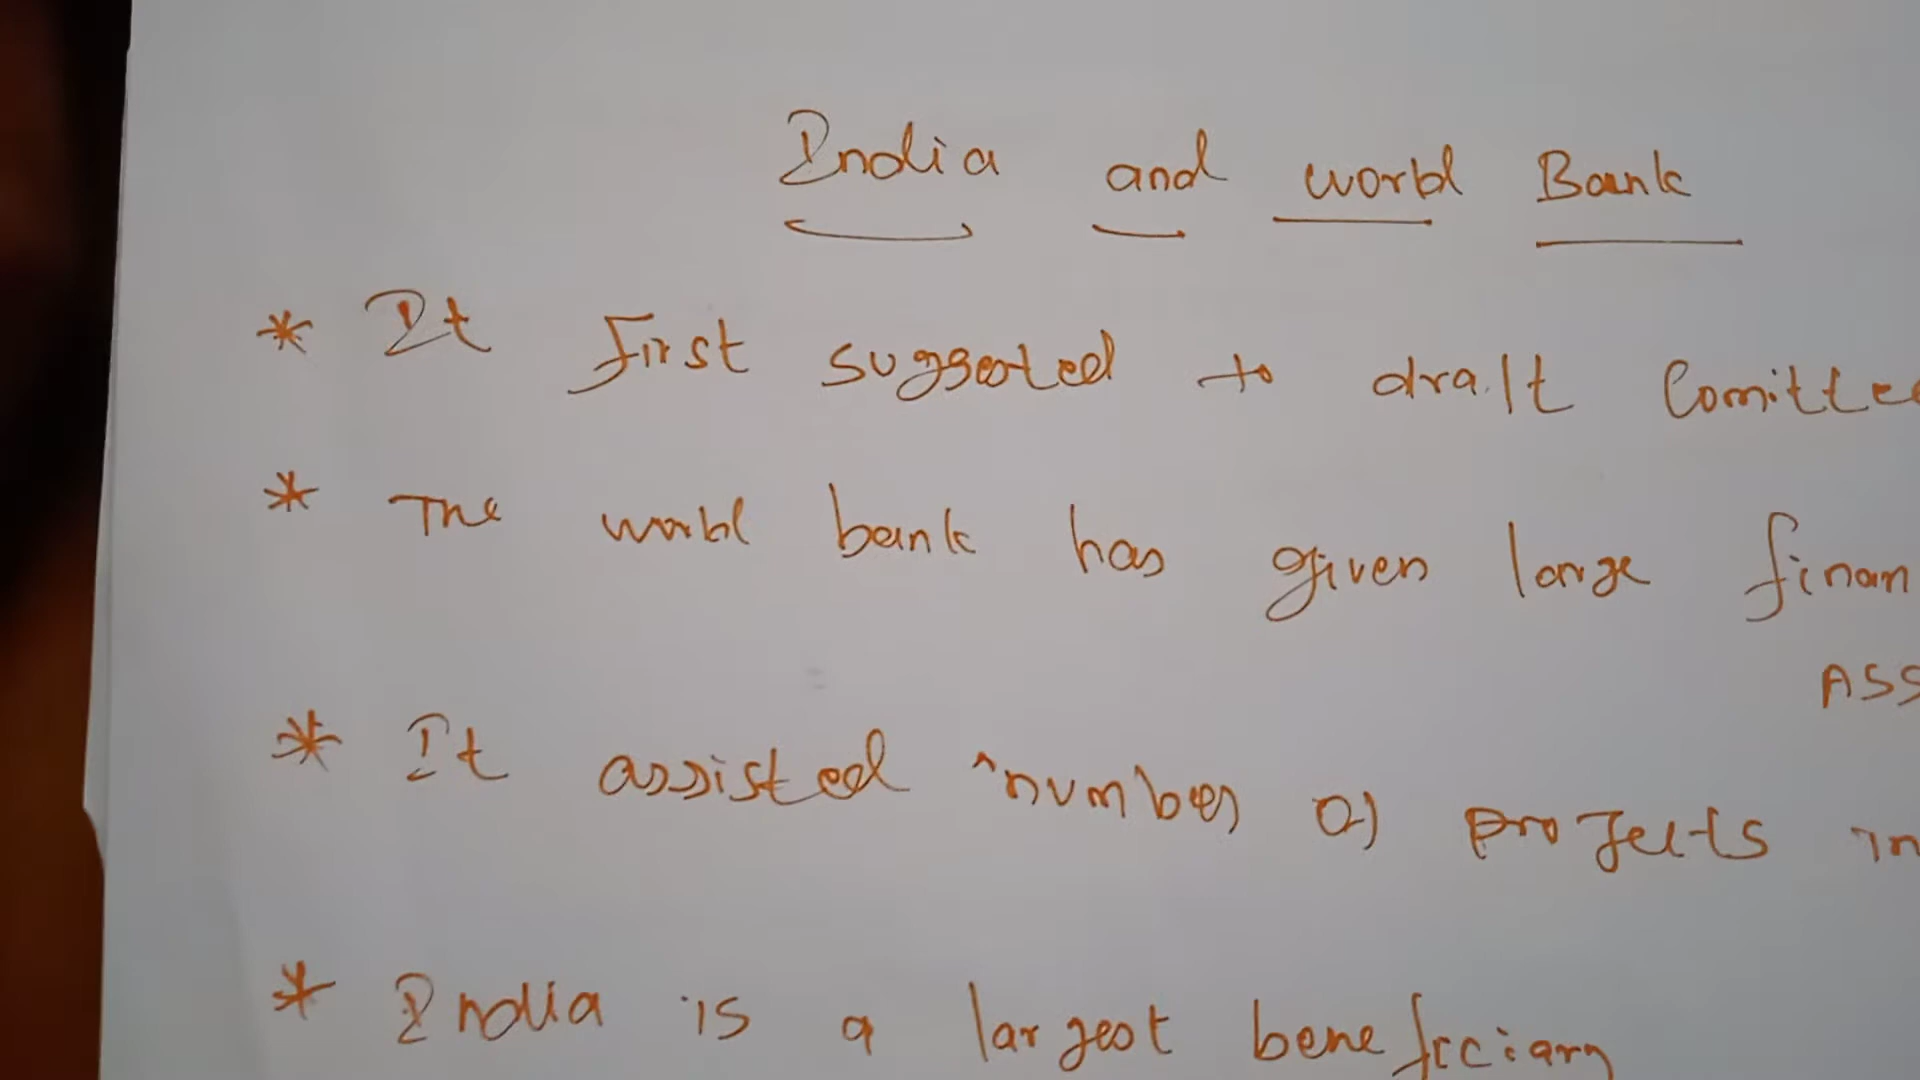 India and world Bank
* It First suggested to draft Comittee
* The world bank has given large finan
Ass
* It assisted ^number of projects in
* India is a largest beneficiary